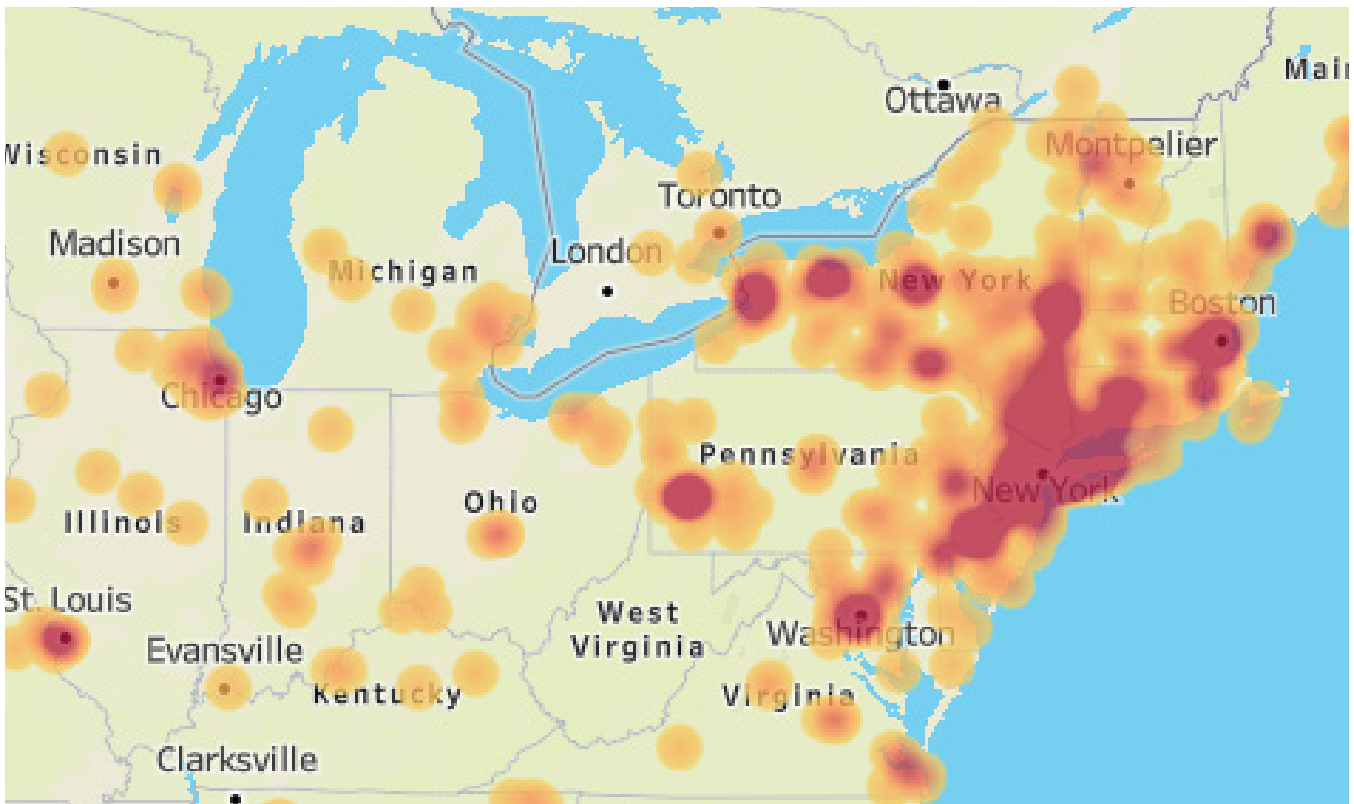 Ottawa
Mai
Montpelier
Wisconsin
Toronto
Madison
London
Michigan
New York
Boston
Chicago
Pennsylvania
New York
Ohio
Illinois
Indiana
St. Louis
West
Virginia
Washington
Evansville
Kentucky
Virginia
Clarksville